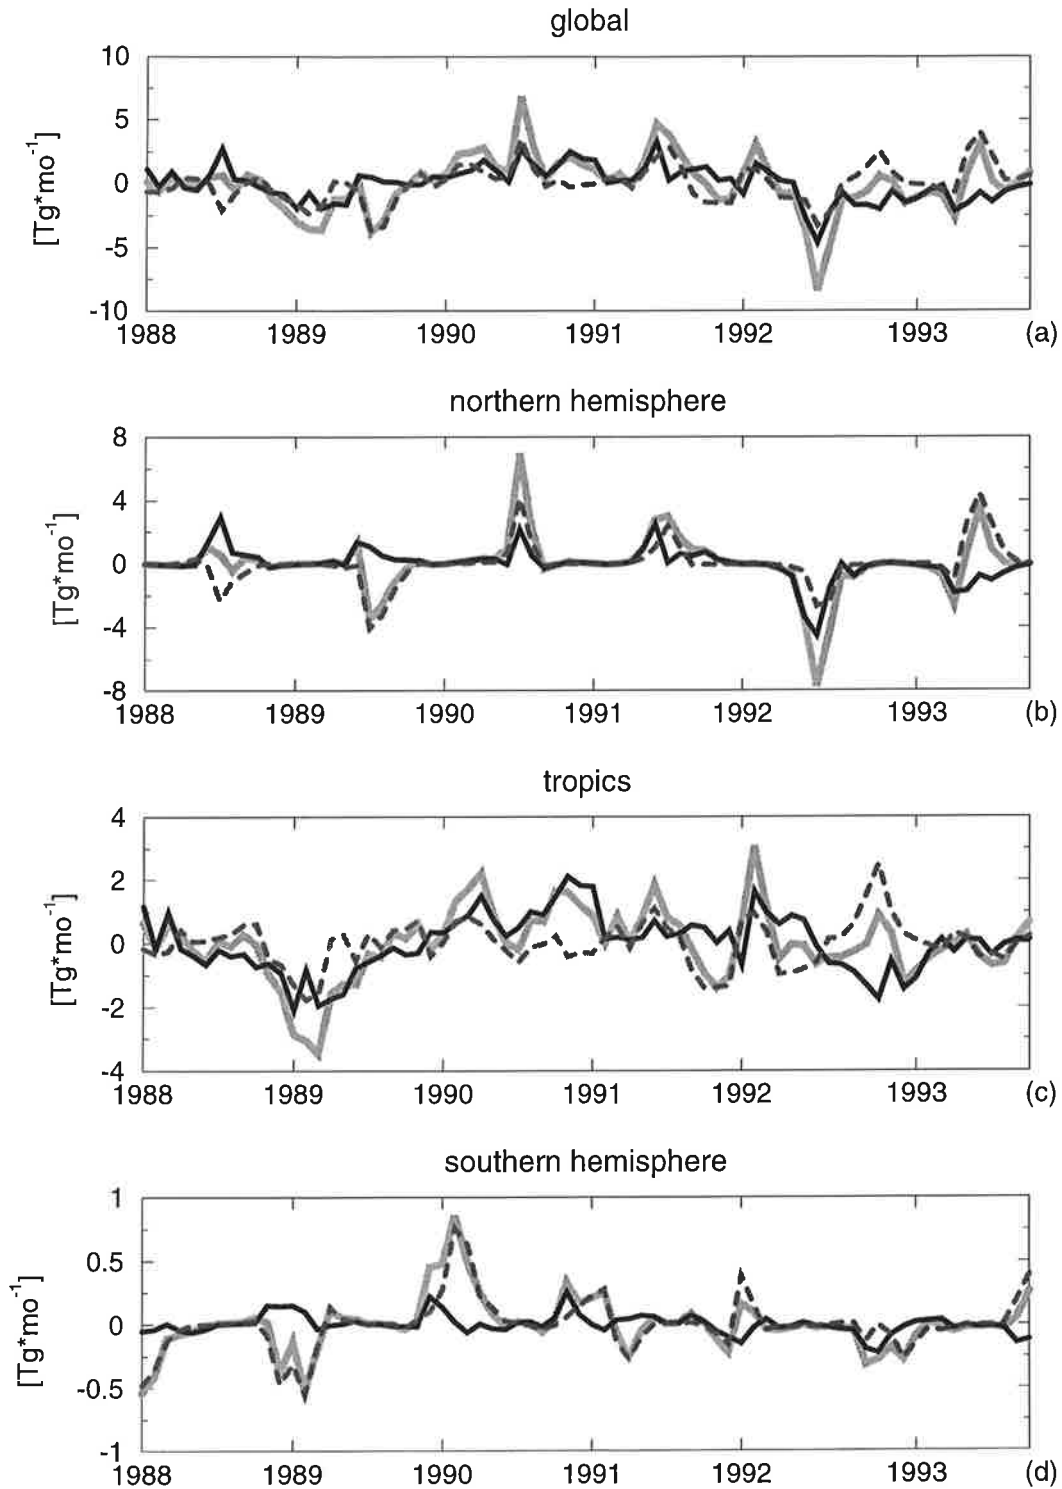 global
10
5
0
-5
-10
[Tg*mo⁻¹]
1988 1989 1990 1991 1992 1993 (a)
northern hemisphere
8
4
0
-4
-8
[Tg*mo⁻¹]
1988 1989 1990 1991 1992 1993 (b)
tropics
4
2
0
-2
-4
[Tg*mo⁻¹]
1988 1989 1990 1991 1992 1993 (c)
southern hemisphere
1
0.5
0
-0.5
-1
[Tg*mo⁻¹]
1988 1989 1990 1991 1992 1993 (d)